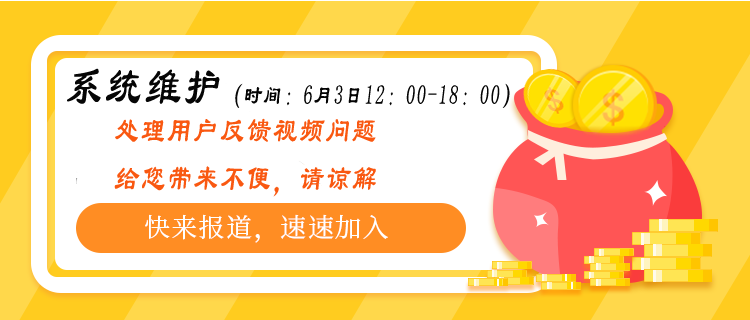 系统维护（时间：6月3日12：00-18：00）
处理用户反馈视频问题
给您带来不便，请谅解
快来报道，速速加入
$ $